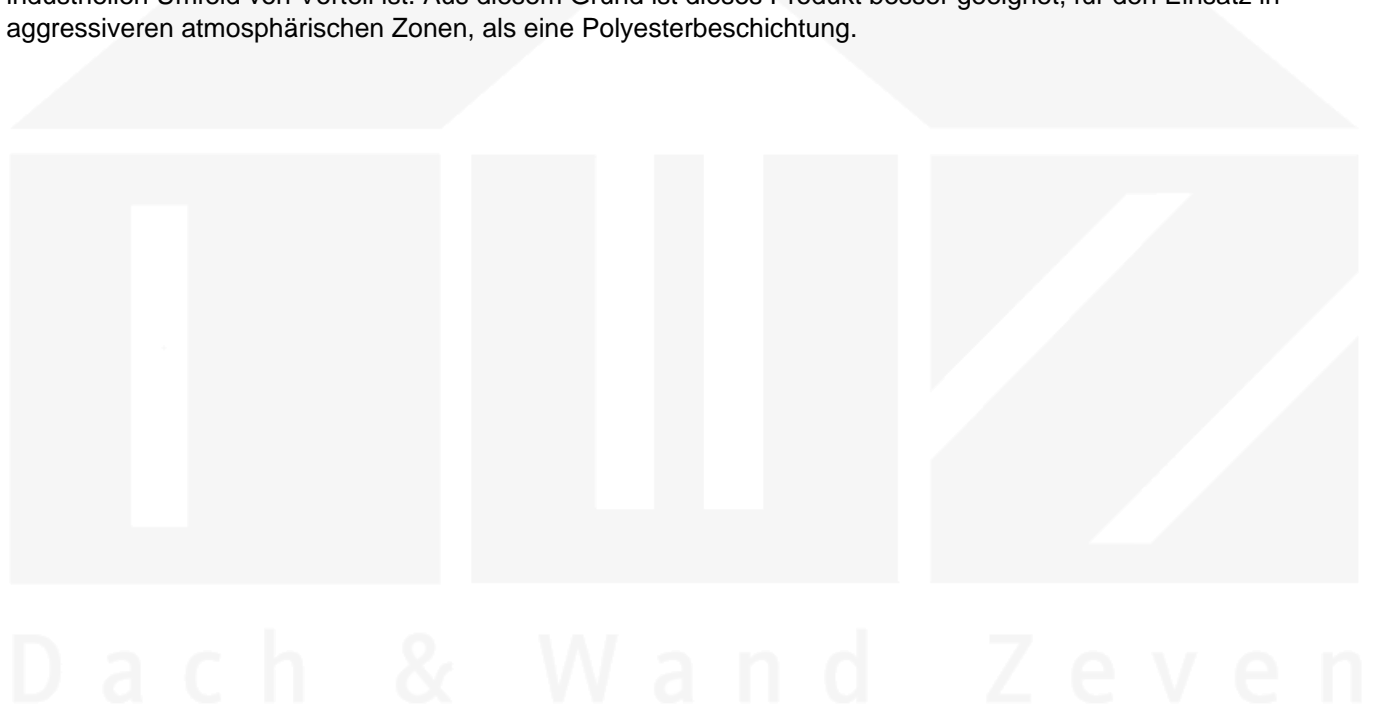 industriellen Umfeld von Vorteil ist. Aus diesem Grund ist dieses Produkt besser geeignet, für den Einsatz in
aggressiveren atmosphärischen Zonen, als eine Polyesterbeschichtung.
Dach & Wand Zeven